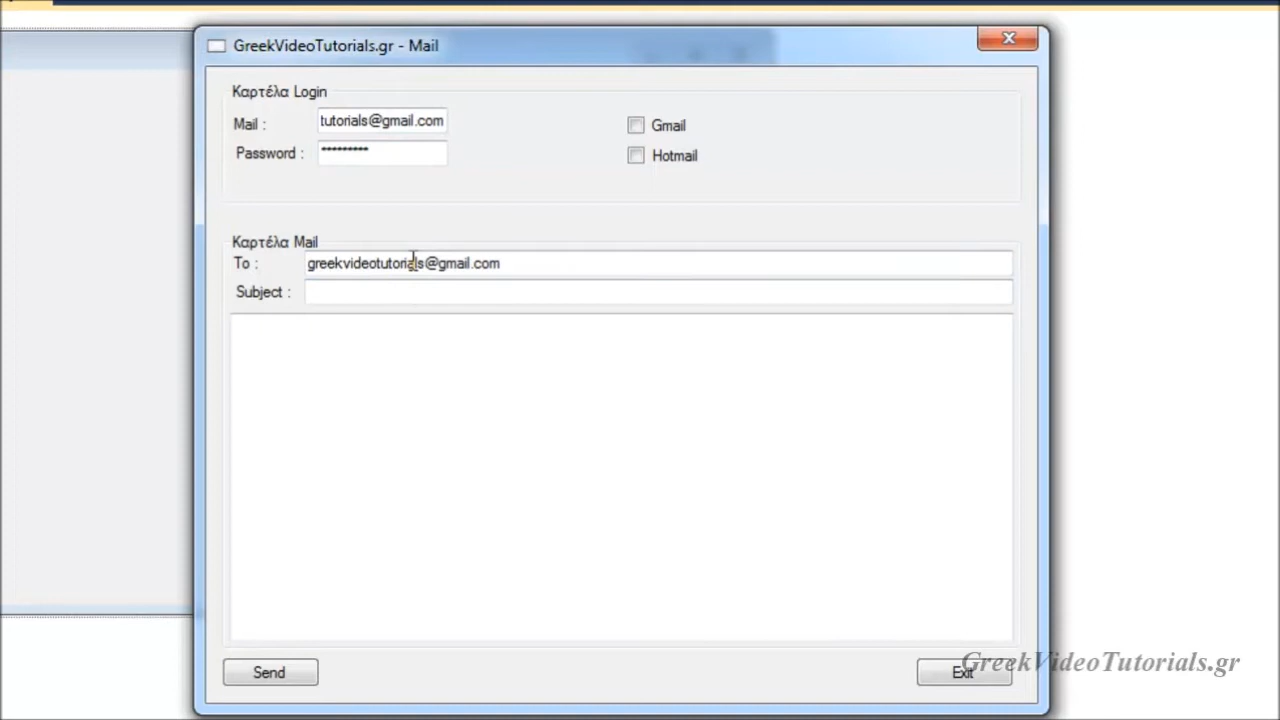 GreekVideoTutorials.gr - Mail
Καρτέλα Login
Mail : tutorials@gmail.com
Gmail
Password : *********
Hotmail
Καρτέλα Mail
To : greekvideotutorials@gmail.com
Subject :
Send
Exit
GreekVideoTutorials.gr